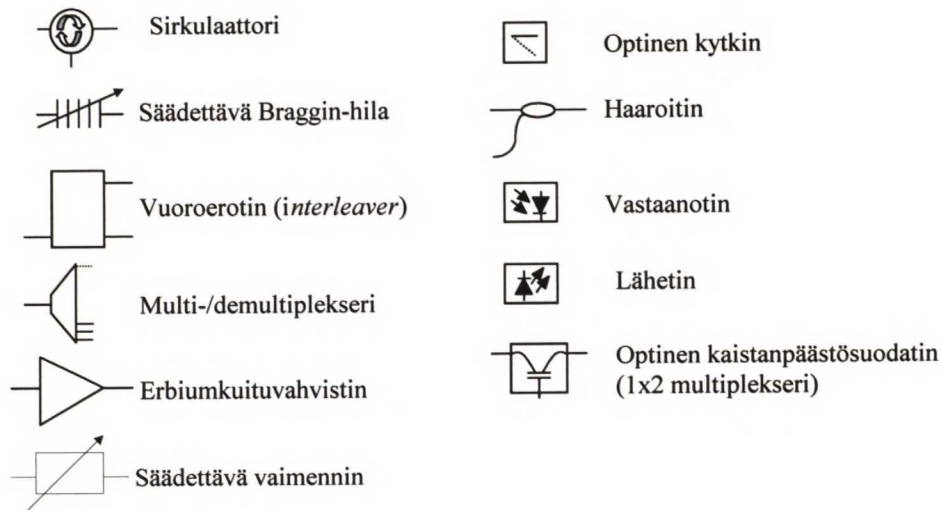 Sirkulaattori
Säädettävä Braggin-hila
Vuoroerotin (interleaver)
Multi-/demultiplekseri
Erbiumkuituvahvistin
Säädettävä vaimennin
Optinen kytkin
Haaroitin
Vastaanotin
Lähetin
Optinen kaistanpäästösuodatin
(1x2 multiplekseri)